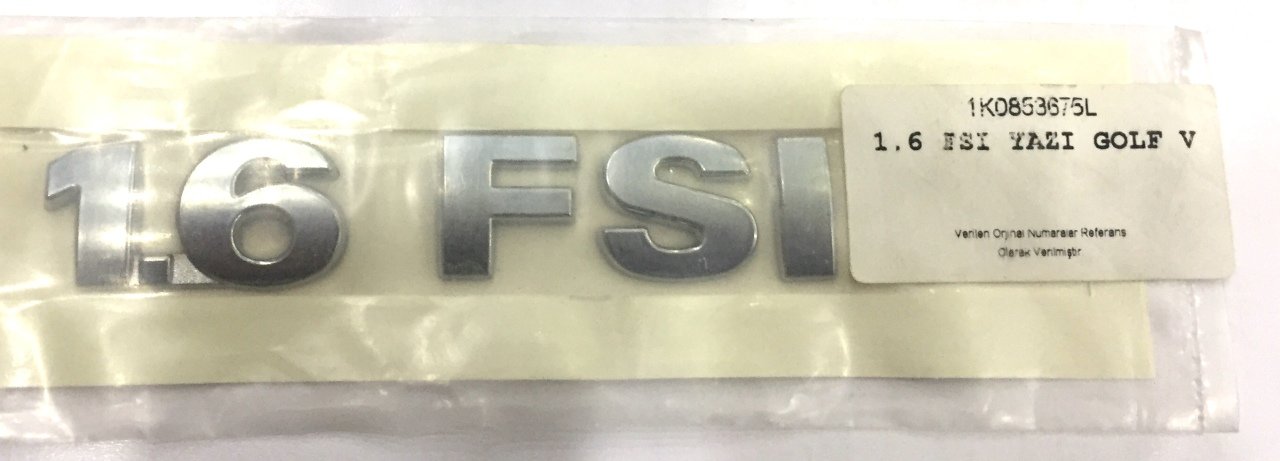 1.6 FSI
1K0853675L
1.6 FSI YAZI GOLF V
Verilen Orjinal Numaralar Referans
Olarak Verilmiştir